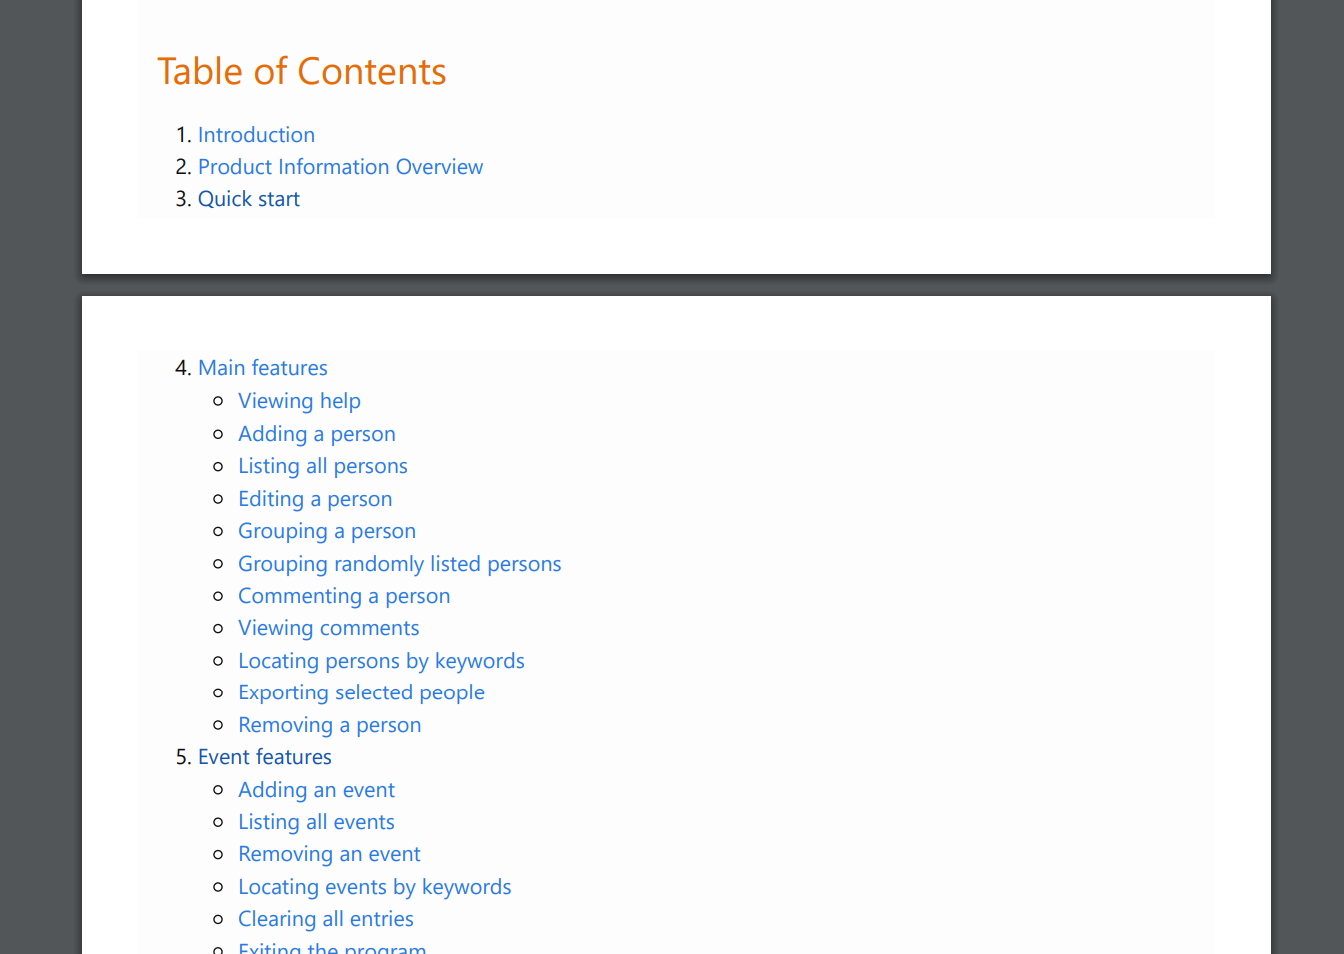 Table of Contents
1. Introduction
2. Product Information Overview
3. Quick start
4. Main features
Viewing help
Adding a person
Listing all persons
Editing a person
Grouping a person
Grouping randomly listed persons
Commenting a person
Viewing comments
Locating persons by keywords
Exporting selected people
Removing a person
5. Event features
Adding an event
Listing all events
Removing an event
Locating events by keywords
Clearing all entries
Exiting the program